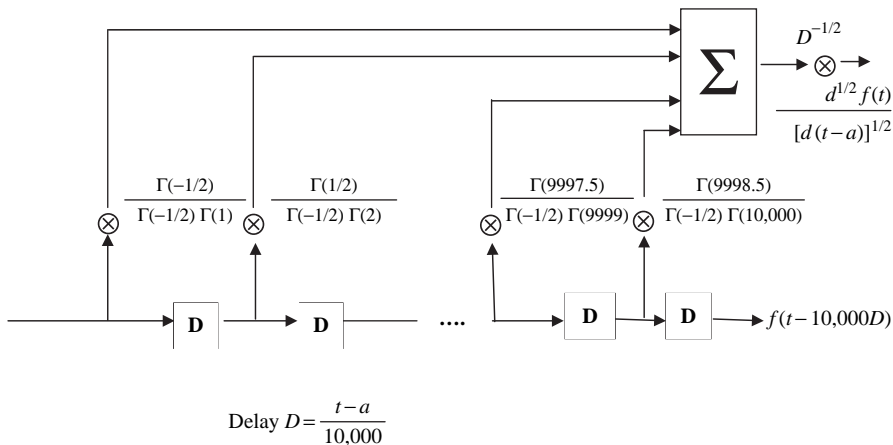 Σ
D^{-1/2}
d^{1/2} f(t)
[d(t−a)]^{1/2}
Γ(−1/2)
Γ(−1/2) Γ(1)
Γ(1/2)
Γ(−1/2) Γ(2)
Γ(9997.5)
Γ(−1/2) Γ(9999)
Γ(9998.5)
Γ(−1/2) Γ(10,000)
D D .... D D f(t−10,000D)
Delay D = t−a
10,000